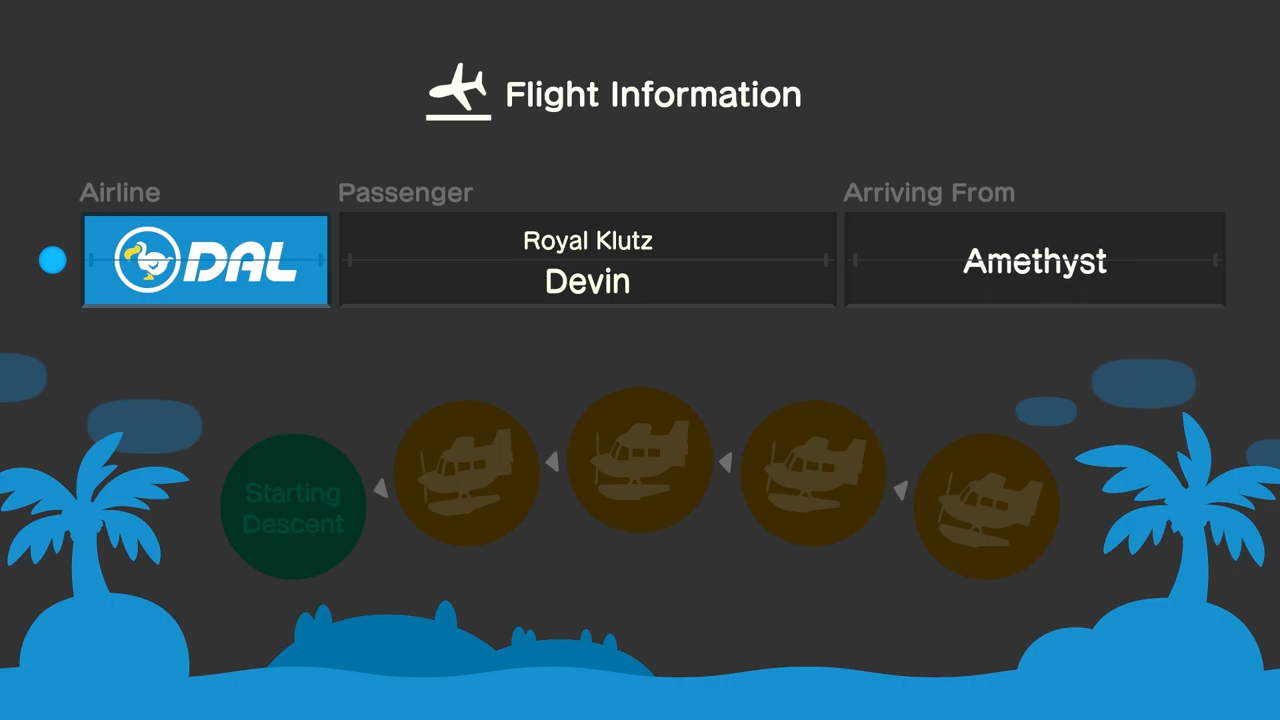 Flight Information
Airline
Passenger
Arriving From
DAL
Royal Klutz
Devin
Amethyst
Starting
Descent